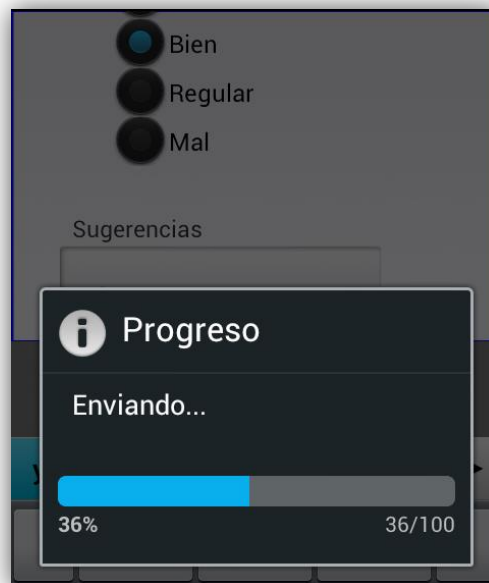 Bien
Regular
Mal
Sugerencias
Progreso
Enviando...
36% 36/100